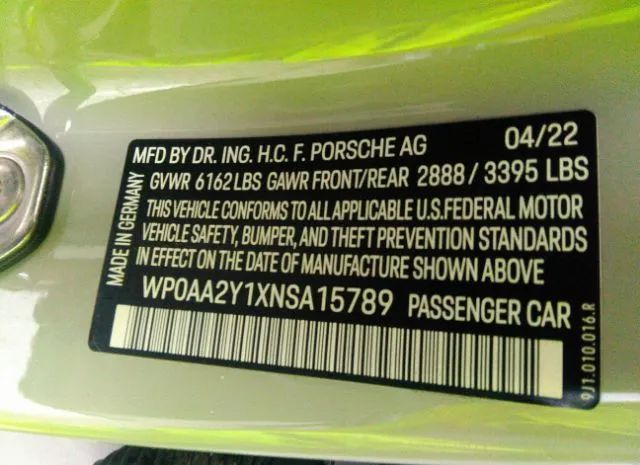 MFD BY DR. ING. H.C. F. PORSCHE AG 04/22
GVWR 6162 LBS GAWR FRONT/REAR 2888 / 3395 LBS
THIS VEHICLE CONFORMS TO ALL APPLICABLE U.S.FEDERAL MOTOR
VEHICLE SAFETY, BUMPER, AND THEFT PREVENTION STANDARDS
IN EFFECT ON THE DATE OF MANUFACTURE SHOWN ABOVE
WP0AA2Y1XNSA15789 PASSENGER CAR
MADE IN GERMANY
9J1.010.016.R